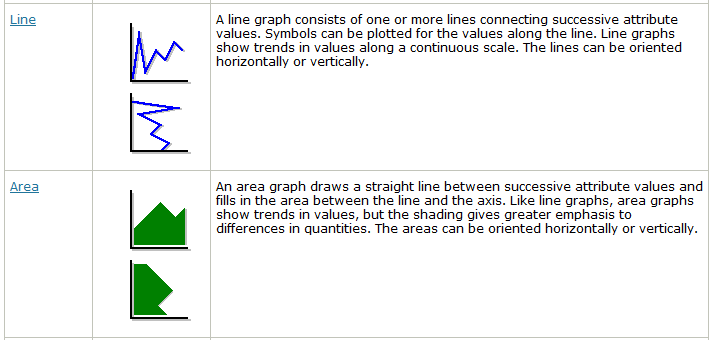 Line
A line graph consists of one or more lines connecting successive attribute
values. Symbols can be plotted for the values along the line. Line graphs
show trends in values along a continuous scale. The lines can be oriented
horizontally or vertically.
Area
An area graph draws a straight line between successive attribute values and
fills in the area between the line and the axis. Like line graphs, area graphs
show trends in values, but the shading gives greater emphasis to
differences in quantities. The areas can be oriented horizontally or vertically.